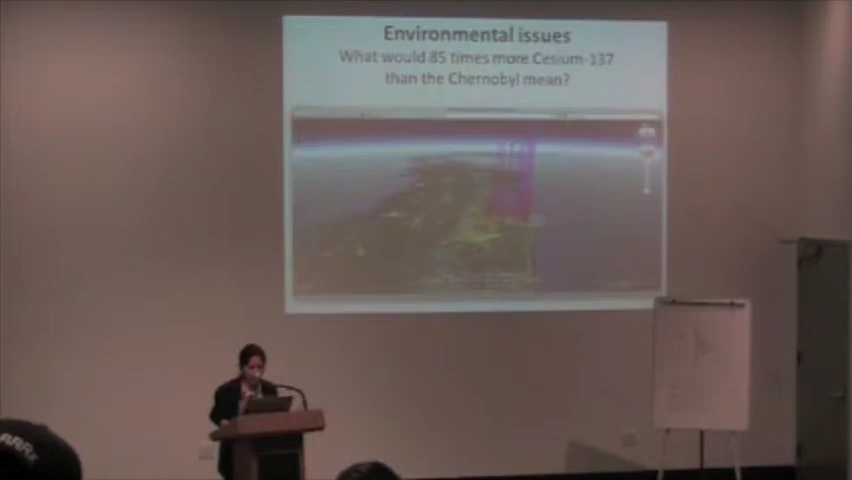 Environmental issues
What would 85 times more Cesium-137
than the Chernobyl mean?